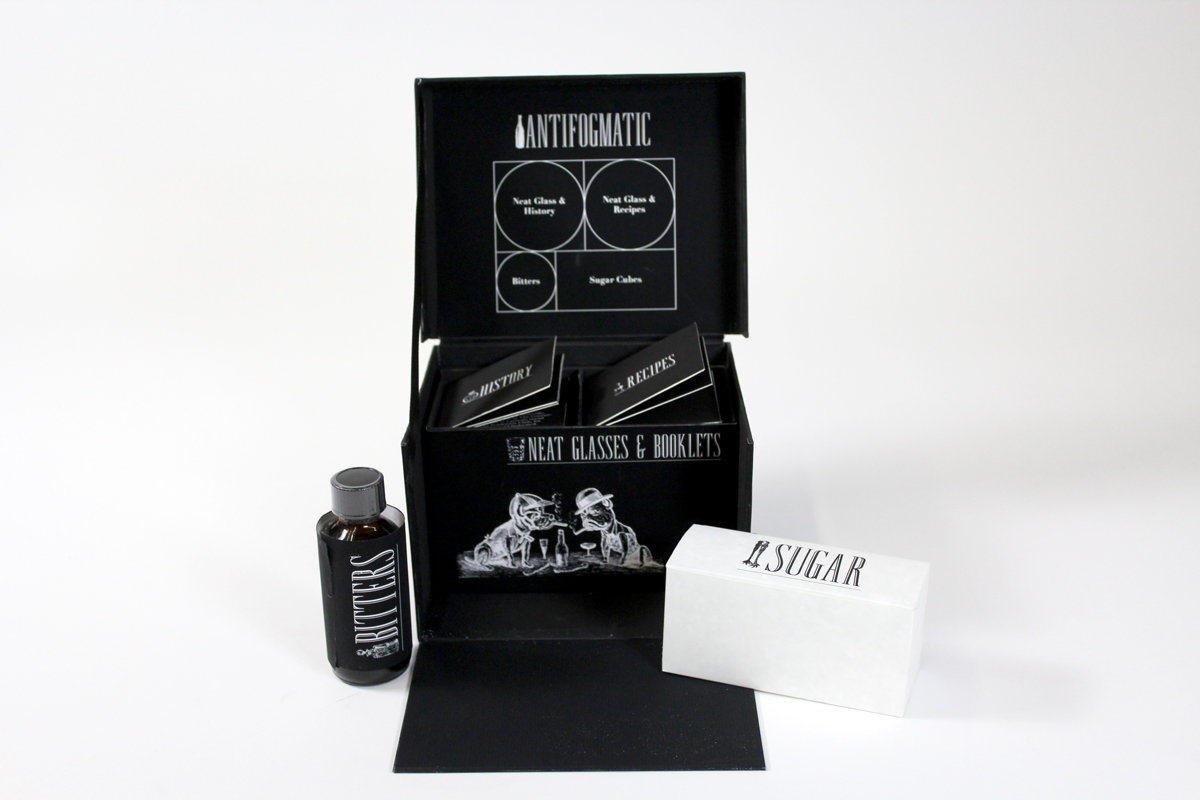 ANTIFOGMATIC
Neat Glass &
History
Neat Glass &
Recipes
Bitters
Sugar Cubes
HISTORY
RECIPES
NEAT GLASSES & BOOKLETS
BITTERS
SUGAR